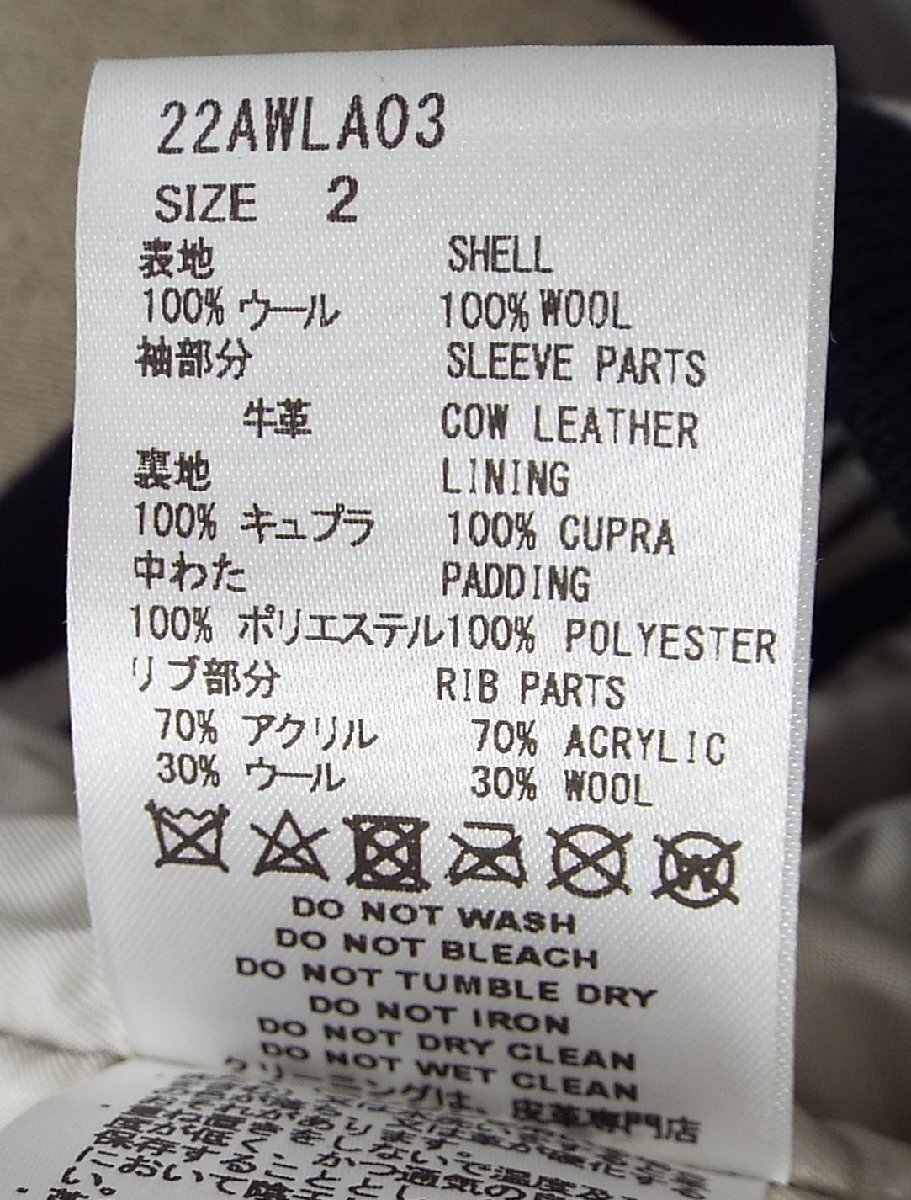 22AWLA03
SIZE 2
表地 SHELL
100% ウール 100% WOOL
袖部分 SLEEVE PARTS
牛革 COW LEATHER
裏地 LINING
100% キュプラ 100% CUPRA
中わた PADDING
100% ポリエステル 100% POLYESTER
リブ部分 RIB PARTS
70% アクリル 70% ACRYLIC
30% ウール 30% WOOL
W
DO NOT WASH
DO NOT BLEACH
DO NOT TUMBLE DRY
DO NOT IRON
DO NOT DRY CLEAN
DO NOT WET CLEAN
クリーニングは、皮革専門店